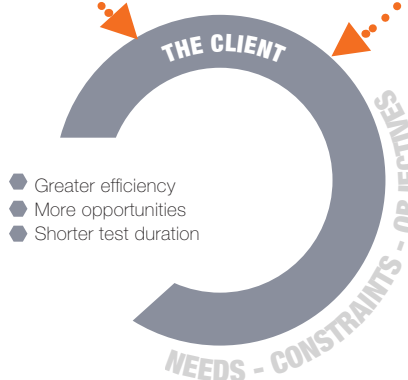 THE CLIENT
Greater efficiency
More opportunities
Shorter test duration
NEEDS - CONSTRAINTS - OBJECTIVES